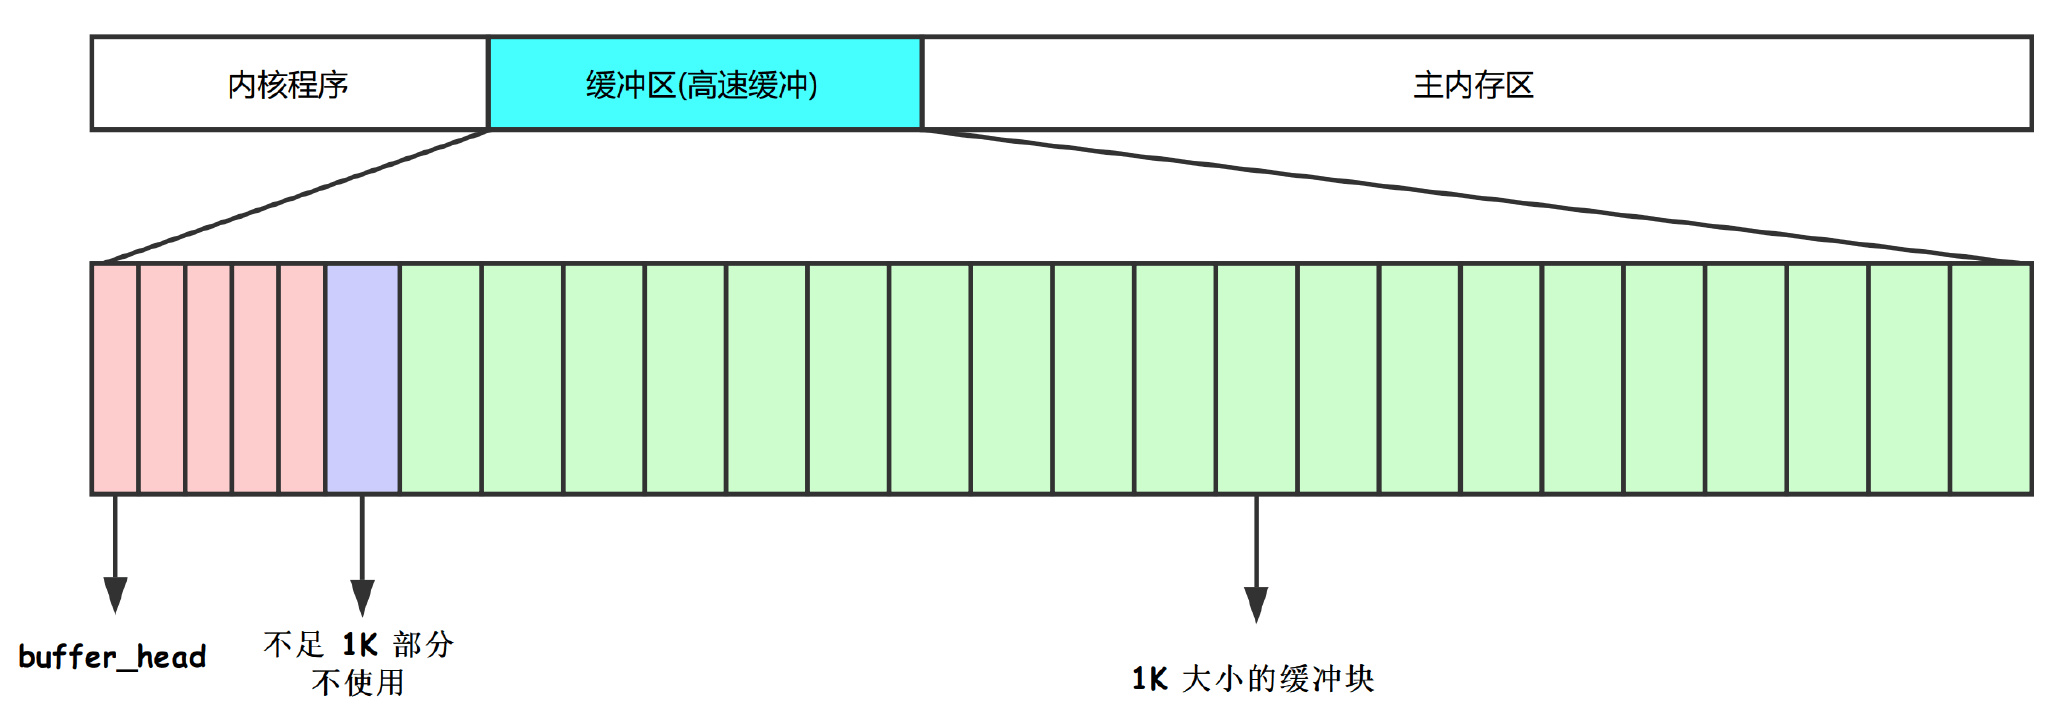 内核程序
缓冲区(高速缓冲)
主内存区
buffer_head
不足 1K 部分
不使用
1K 大小的缓冲块